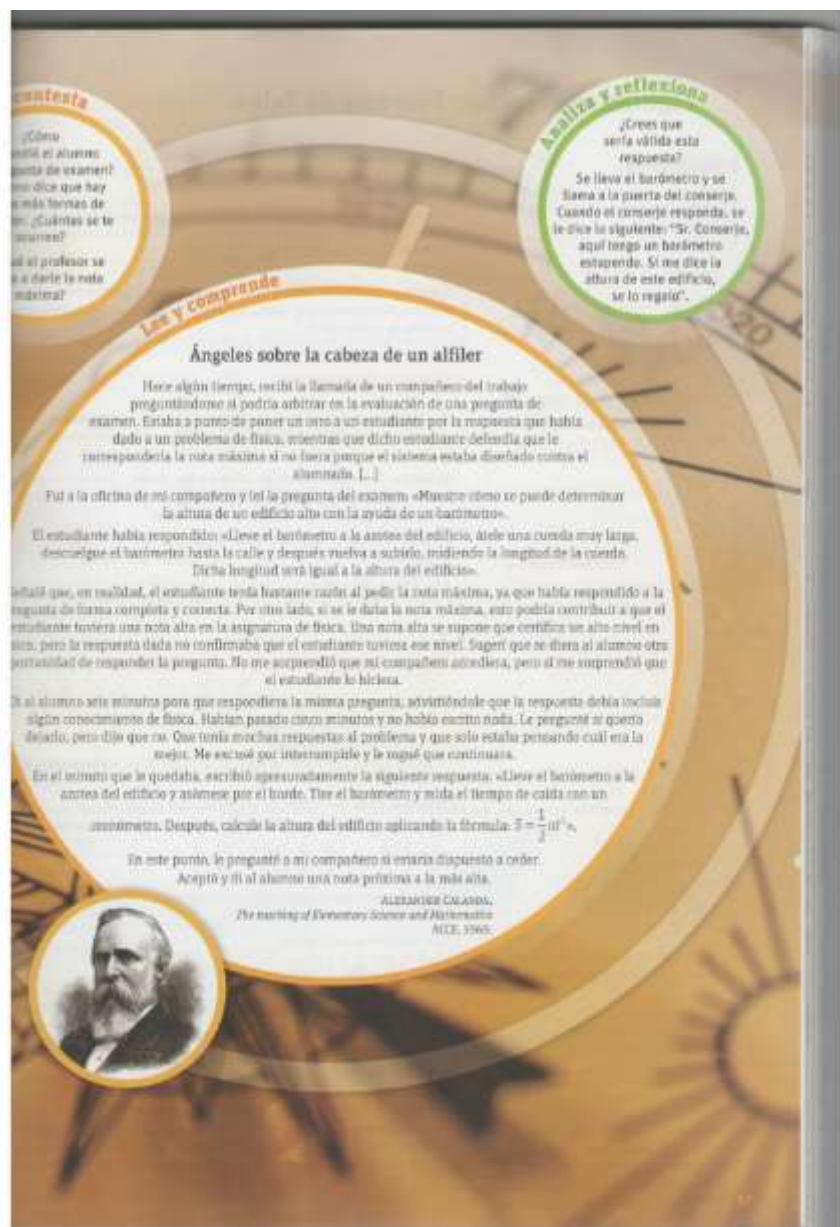 contesta
¿Cómo
el alumno
de examen?
dice que hay
más formas de
¿Cuántas se te
ocurren?
el profesor se
a darle la nota
máxima?
Analiza y reflexiona
¿Crees que
sería válida esta
respuesta?
Se lleva el barómetro y se
llama a la puerta del conserje.
Cuando el conserje responda, se
le dice lo siguiente: "Sr. Conserje,
aquí tengo un barómetro
estupendo. Si me dice la
altura de este edificio,
se lo regalo".
Lee y comprende
Ángeles sobre la cabeza de un alfiler
Hace algún tiempo, recibí la llamada de un compañero del trabajo
preguntándome si podría arbitrar en la evaluación de una pregunta de
examen. Estaba a punto de poner un cero a un estudiante por la respuesta que había
dado a un problema de física, mientras que dicho estudiante defendía que le
correspondería la nota máxima si no fuera porque el sistema estaba diseñado contra el
alumnado. [...]
Fui a la oficina de mi compañero y leí la pregunta del examen: «Muestre cómo se puede determinar
la altura de un edificio alto con la ayuda de un barómetro».
El estudiante había respondido: «Lleve el barómetro a la azotea del edificio, átele una cuerda muy larga,
descuelgue el barómetro hasta la calle y después vuelva a subirlo, midiendo la longitud de la cuerda.
Dicha longitud será igual a la altura del edificio».
señalé que, en realidad, el estudiante tenía bastante razón al pedir la nota máxima, ya que había respondido a la
pregunta de forma completa y correcta. Por otro lado, si se le daba la nota máxima, esto podría contribuir a que el
estudiante tuviera una nota alta en la asignatura de física. Una nota alta se supone que certifica un alto nivel en
pero la respuesta dada no confirmaba que el estudiante tuviese ese nivel. Sugerí que se diera al alumno otra
oportunidad de responder la pregunta. No me sorprendió que mi compañero accediera, pero sí me sorprendió que
el estudiante lo hiciera.
Di al alumno seis minutos para que respondiera la misma pregunta, advirtiéndole que la respuesta debía incluir
algún conocimiento de física. Habían pasado cinco minutos y no había escrito nada. Le pregunté si quería
dejarlo, pero dijo que no. Que tenía muchas respuestas al problema y que solo estaba pensando cuál era la
mejor. Me excusé por interrumpirle y le rogué que continuara.
En el minuto que le quedaba, escribió apresuradamente la siguiente respuesta: «Lleve el barómetro a la
azotea del edificio y asómese por el borde. Tire el barómetro y mida el tiempo de caída con un
cronómetro. Después, calcule la altura del edificio aplicando la fórmula: s = 1/2 at²».
En este punto, le pregunté a mi compañero si estaría dispuesto a ceder.
Aceptó y di al alumno una nota próxima a la más alta.
ALEXANDER CALANDRA,
The teaching of Elementary Science and Mathematics
ACCE, 1969.